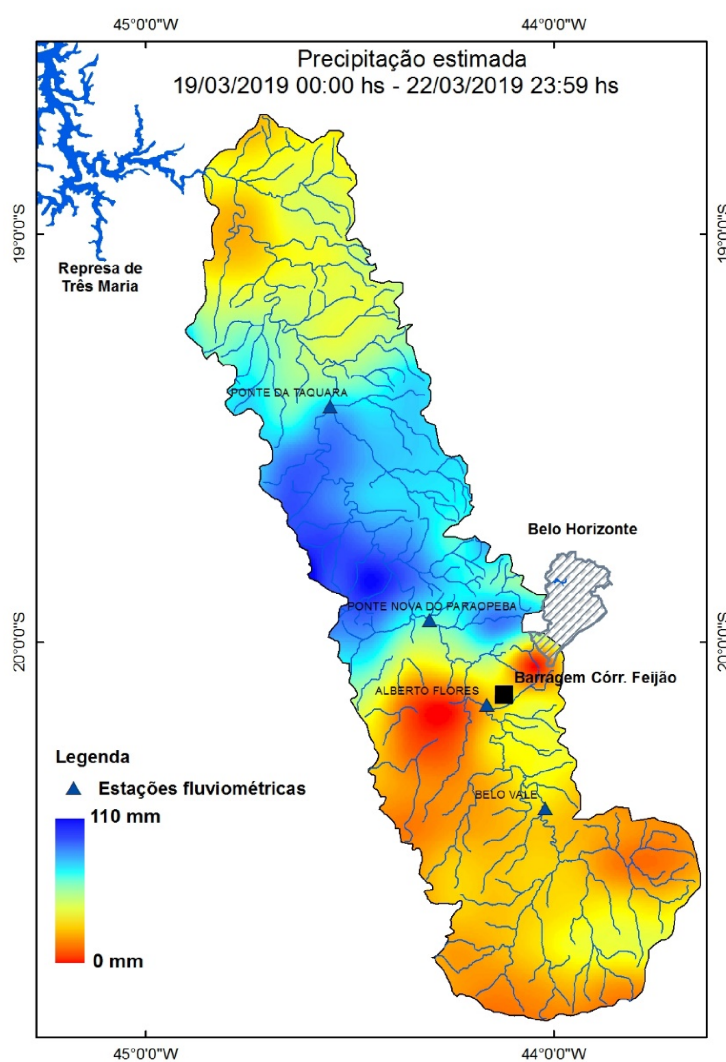 45°0'0"W 44°0'0"W
Precipitação estimada
19/03/2019 00:00 hs - 22/03/2019 23:59 hs
19°0'0"S 19°0'0"S
Represa de
Três Maria
PONTE DA TAQUARA
Belo Horizonte
PONTE NOVA DO PARAOPEBA
20°0'0"S 20°0'0"S
Barragem Córr. Feijão
ALBERTO FLORES
Legenda
Estações fluviométricas
BELO VALE
110 mm
0 mm
45°0'0"W 44°0'0"W